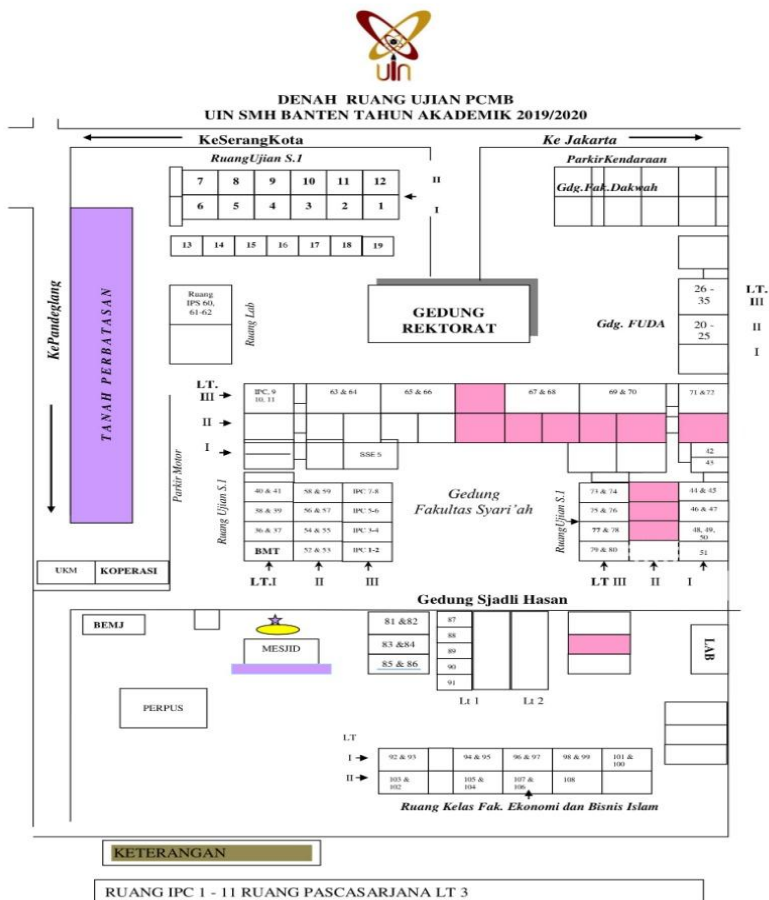 uin
DENAH RUANG UJIAN PCMB
UIN SMH BANTEN TAHUN AKADEMIK 2019/2020
KeSerangKota
Ke Jakarta
RuangUjian S.1
ParkirKendaraan
7 8 9 10 11 12
II
Gdg.Fak.Dakwah
6 5 4 3 2 1
I
13 14 15 16 17 18 19
KePandeglang
TANAH PERBATASAN
Ruang
IPS 60,
61-62
Ruang Lab
GEDUNG
REKTORAT
Gdg. FUDA
26 -
35
20 -
25
LT.
III
II
I
LT.
III
II
I
IPC, 9
10, 11
63 & 64
65 & 66
67 & 68
69 & 70
71 & 72
SSE 5
42
43
Parkir Motor
Ruang Ujian S.1
40 & 41 58 & 59 IPC 7-8
38 & 39 56 & 57 IPC 5-6
36 & 37 54 & 55 IPC 3-4
BMT 52 & 53 IPC 1-2
LT.I II III
Gedung
Fakultas Syari'ah
RuangUjian S.1
73 & 74 44 & 45
75 & 76 46 & 47
77 & 78 48, 49,
50
79 & 80 51
LT III II I
UKM KOPERASI
Gedung Sjadli Hasan
BEMJ
MESJID
81 &82
83 &84
85 & 86
87
88
89
90
91
Lt 1 Lt 2
LAB
PERPUS
LT
I
II
92 & 93 94 & 95 96 & 97 98 & 99 101 &
100
103 &
102
105 &
104
107 &
106
108
Ruang Kelas Fak. Ekonomi dan Bisnis Islam
KETERANGAN
RUANG IPC 1 - 11 RUANG PASCASARJANA LT 3